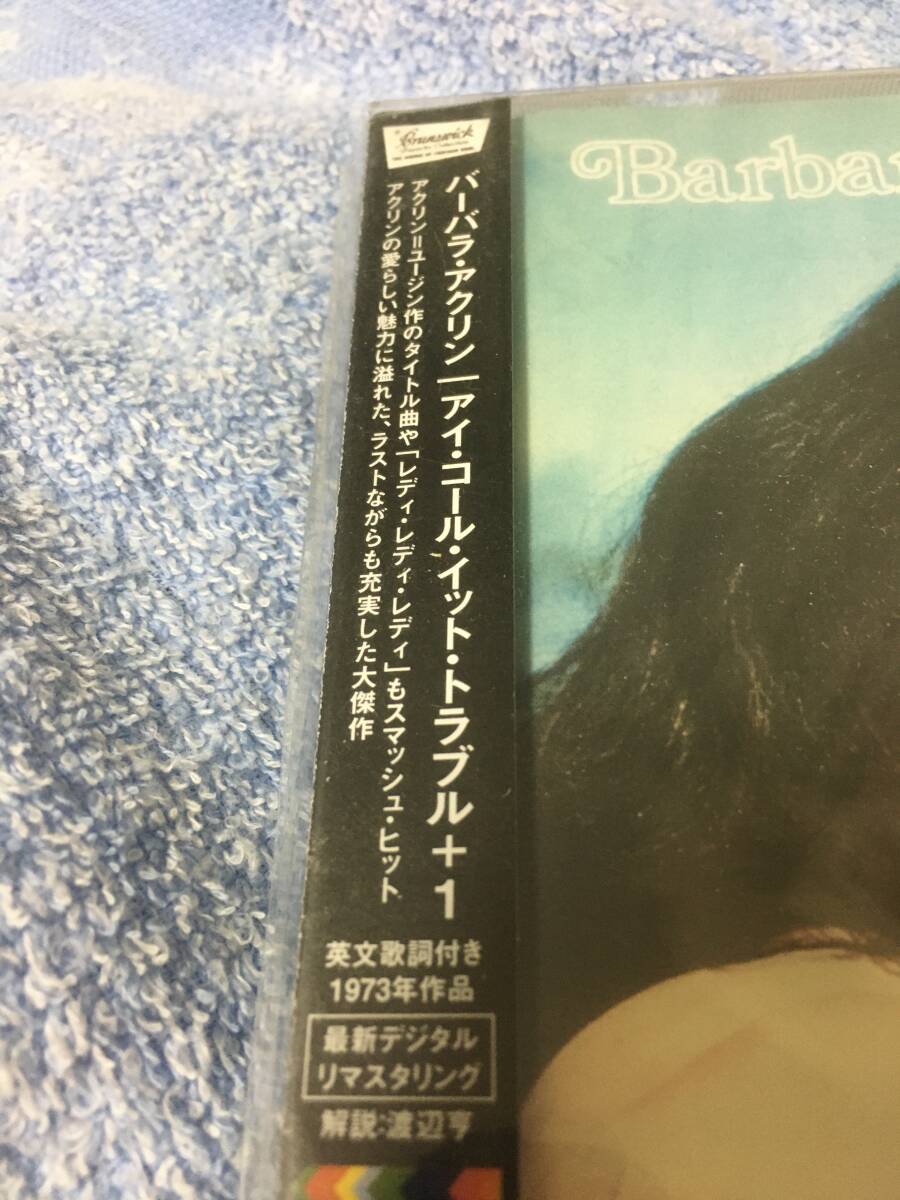 Brunswick
バーバラ・アクリン|アイ・コール・イット・トラブル+1
アクリン=ユージン作のタイトル曲や「レディ・レディ・レディ」もスマッシュ・ヒット
アクリンの愛らしい魅力に溢れた、ラストながらも充実した大傑作
英文歌詞付き
1973年作品
最新デジタル
リマスタリング
解説:渡辺亨
Barba